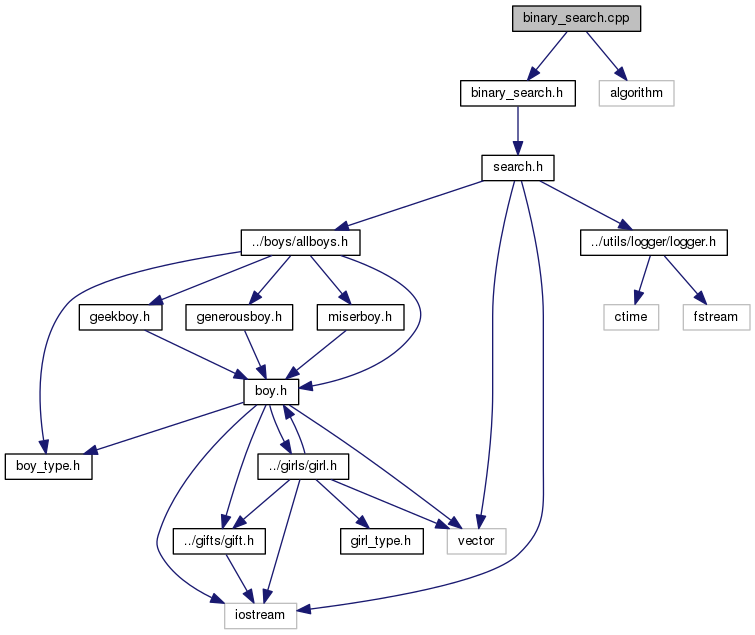 binary_search.cpp
binary_search.h
algorithm
search.h
../boys/allboys.h
../utils/logger/logger.h
geekboy.h
generousboy.h
miserboy.h
ctime
fstream
boy.h
boy_type.h
../girls/girl.h
../gifts/gift.h
girl_type.h
vector
iostream